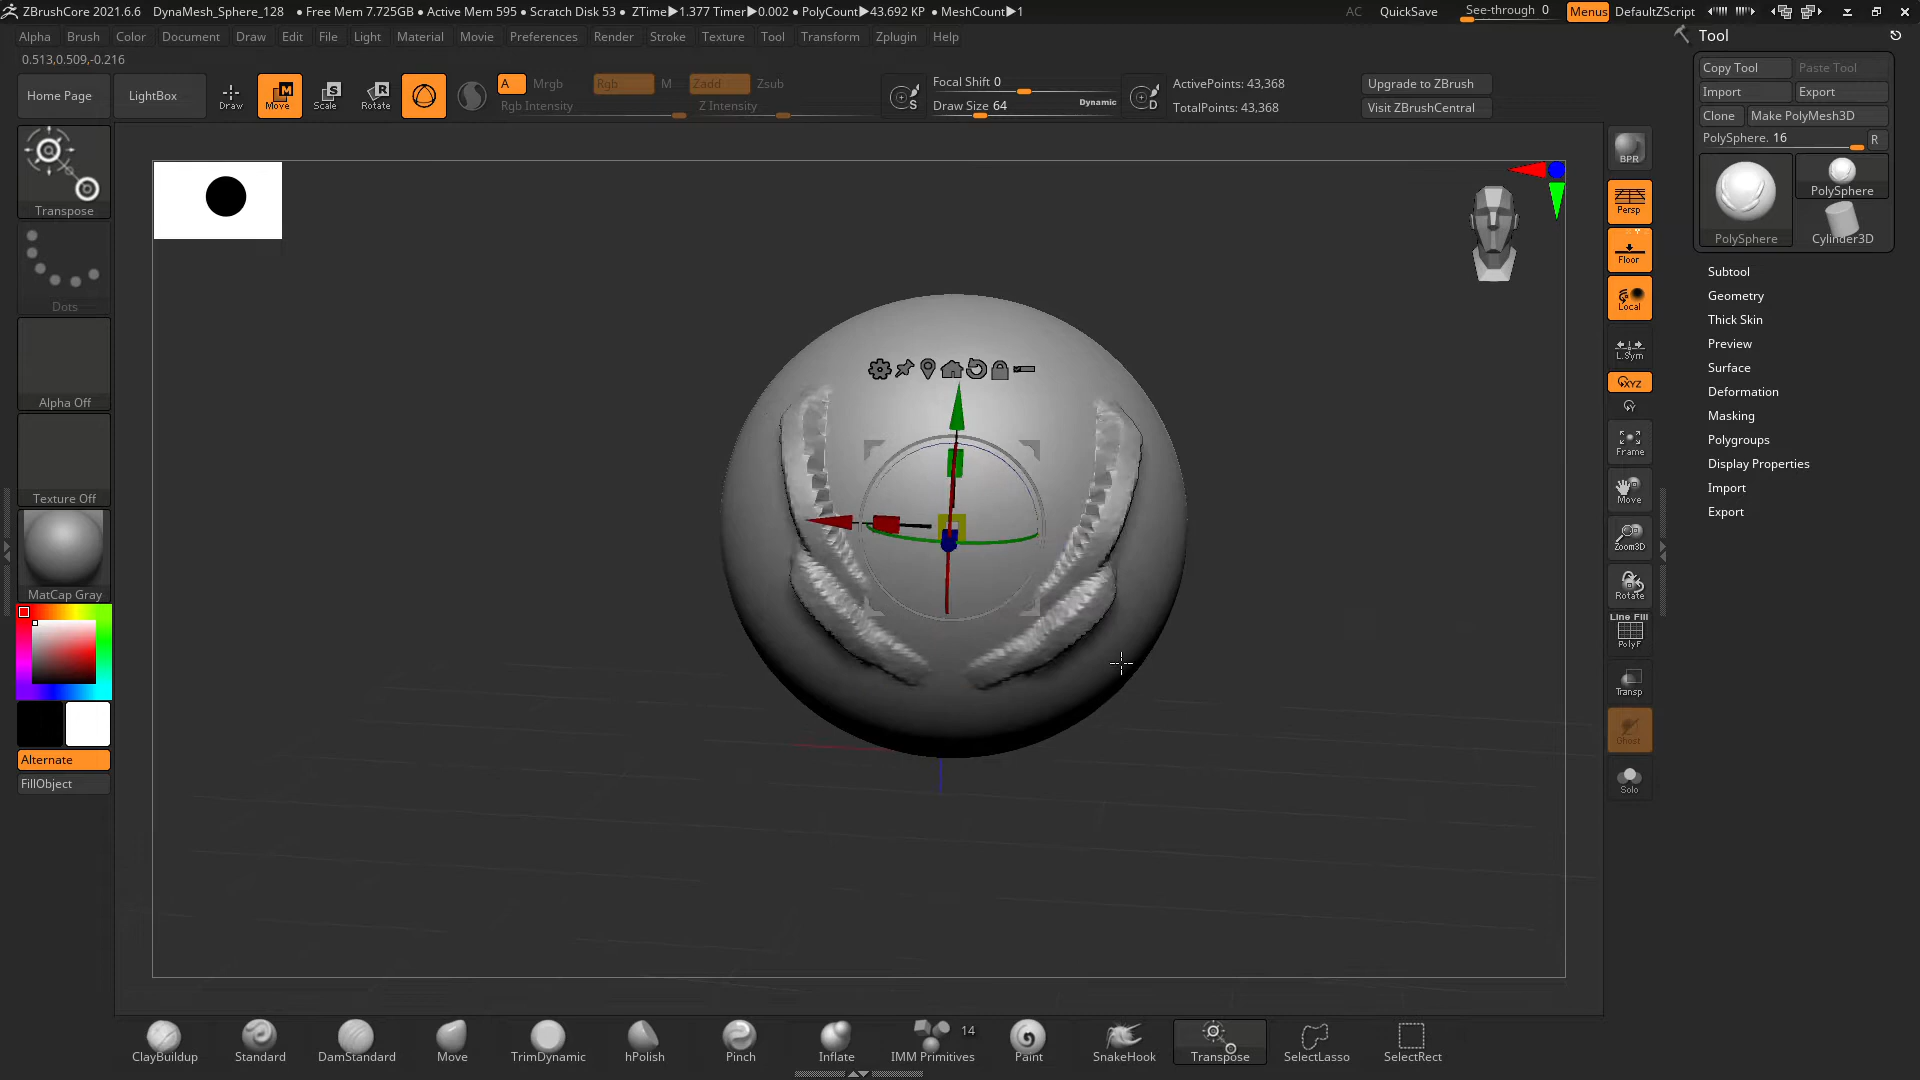 ZBrushCore 2021.6.6 DynaMesh_Sphere_128 ● Free Mem 7.725GB ● Active Mem 595 ● Scratch Disk 53 ● ZTime▶1.377 Timer▶0.002 ● PolyCount▶43.692 KP ● MeshCount▶1 AC QuickSave See-through 0 Menus DefaultZScript
Alpha Brush Color Document Draw Edit File Light Material Movie Preferences Render Stroke Texture Tool Transform Zplugin Help
0.513,0.509,-0.216
Home Page LightBox Draw Move Scale Rotate
M S R
A Mrgb Rgb M Zadd Zsub
Rgb Intensity Z Intensity
S Focal Shift 0
Draw Size 64 Dynamic D
ActivePoints: 43,368
TotalPoints: 43,368
Upgrade to ZBrush
Visit ZBrushCentral
Transpose
Dots
Alpha Off
Texture Off
MatCap Gray
Alternate
FillObject
BPR
Persp
Floor
Local
L.Sym
XYZ
Y
Frame
Move
Zoom3D
Rotate
Line Fill
PolyF
Transp
Ghost
Solo
Tool
Copy Tool Paste Tool
Import Export
Clone Make PolyMesh3D
PolySphere. 16 R
PolySphere
PolySphere Cylinder3D
Subtool
Geometry
Thick Skin
Preview
Surface
Deformation
Masking
Polygroups
Display Properties
Import
Export
14
ClayBuildup Standard DamStandard Move TrimDynamic hPolish Pinch Inflate IMM Primitives Paint SnakeHook Transpose SelectLasso SelectRect